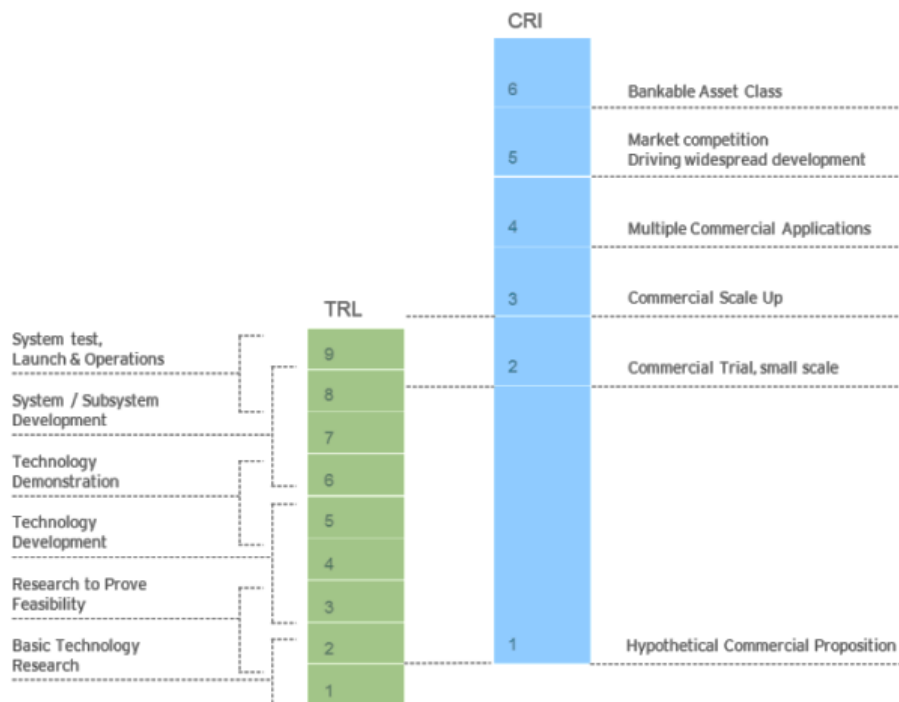 CRI
6
Bankable Asset Class
Market competition
5
Driving widespread development
4
Multiple Commercial Applications
3
Commercial Scale Up
TRL
System test,
Launch & Operations
9
2
Commercial Trial, small scale
8
System / Subsystem
Development
7
Technology
Demonstration
6
Technology
Development
5
4
Research to Prove
Feasibility
3
Basic Technology
Research
2
1
Hypothetical Commercial Proposition
1